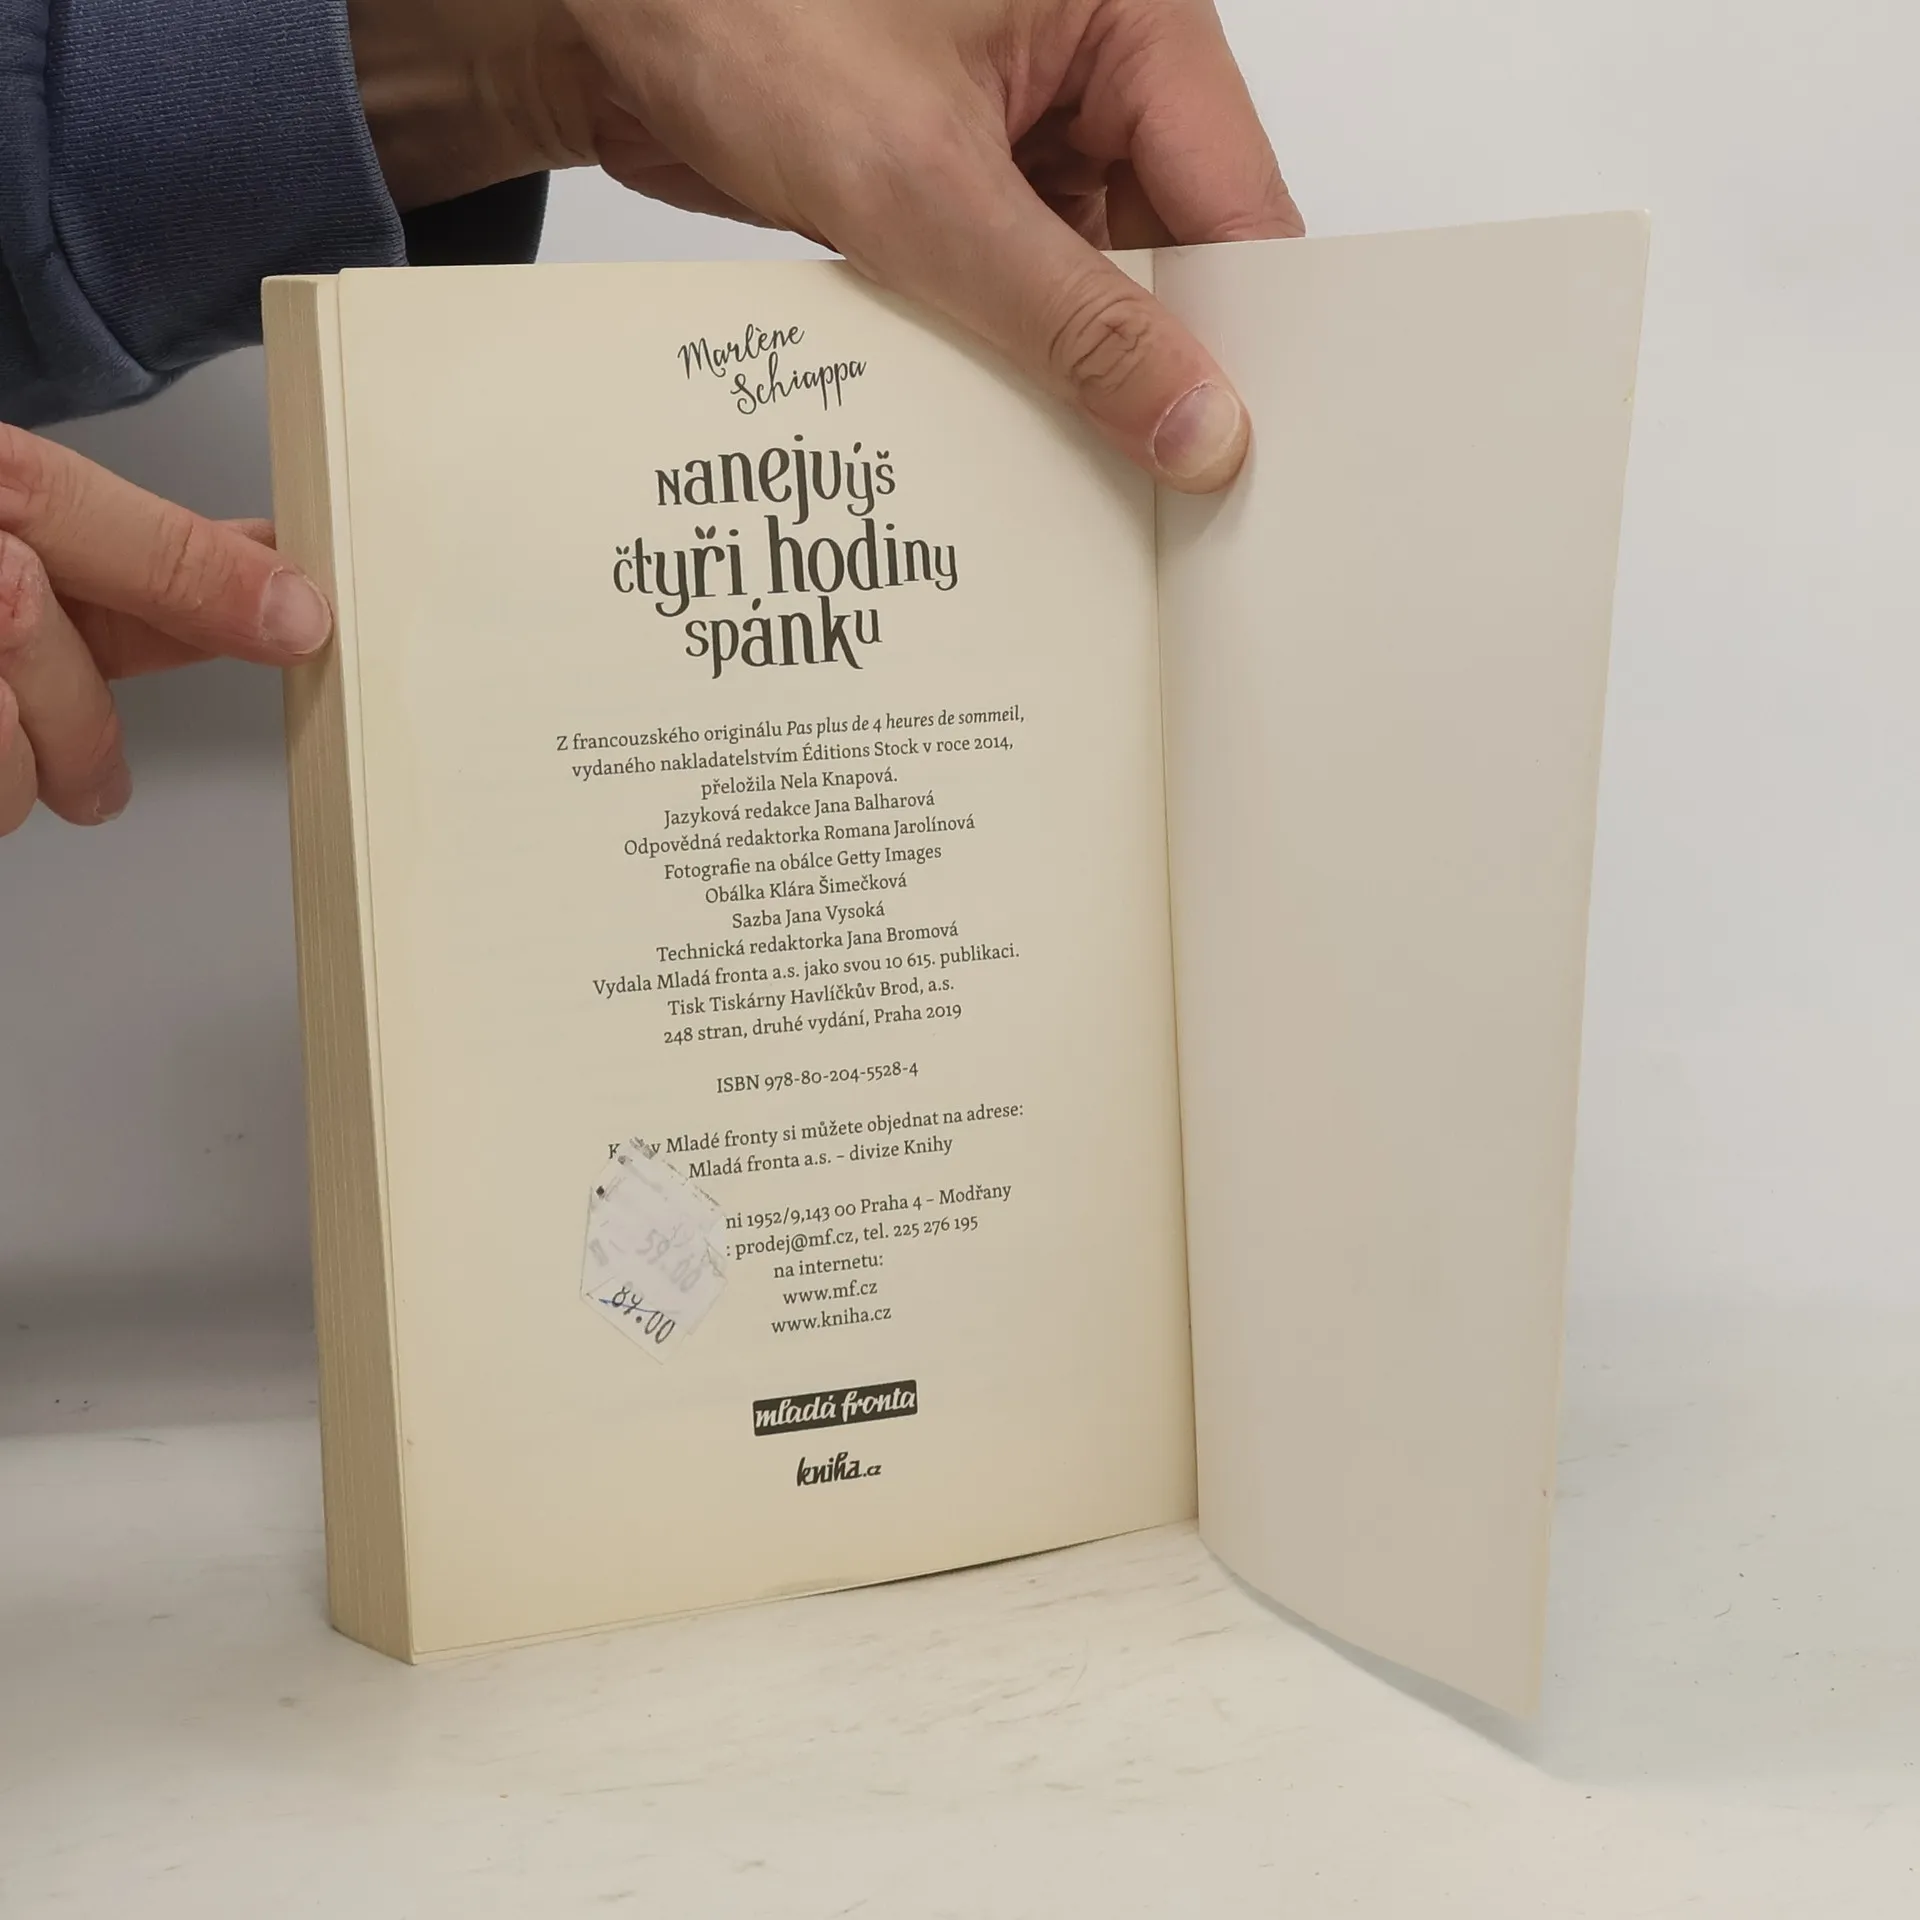 Marlène
Schiappa
Nanejvýš
čtyři hodiny
spánku
Z francouzského originálu Pas plus de 4 heures de sommeil,
vydaného nakladatelstvím Éditions Stock v roce 2014,
přeložila Nela Knapová.
Jazyková redakce Jana Balharová
Odpovědná redaktorka Romana Jarolínová
Fotografie na obálce Getty Images
Obálka Klára Šimečková
Sazba Jana Vysoká
Technická redaktorka Jana Bromová
Vydala Mladá fronta a.s. jako svou 10 615. publikaci.
Tisk Tiskárny Havlíčkův Brod, a.s.
248 stran, druhé vydání, Praha 2019
ISBN 978-80-204-5528-4
v Mladé fronty si můžete objednat na adrese:
Mladá fronta a.s. – divize Knihy
ni 1952/9,143 00 Praha 4 – Modřany
: prodej@mf.cz, tel. 225 276 195
na internetu:
www.mf.cz
www.kniha.cz
59.00
89.00
mladá fronta
kniha.cz